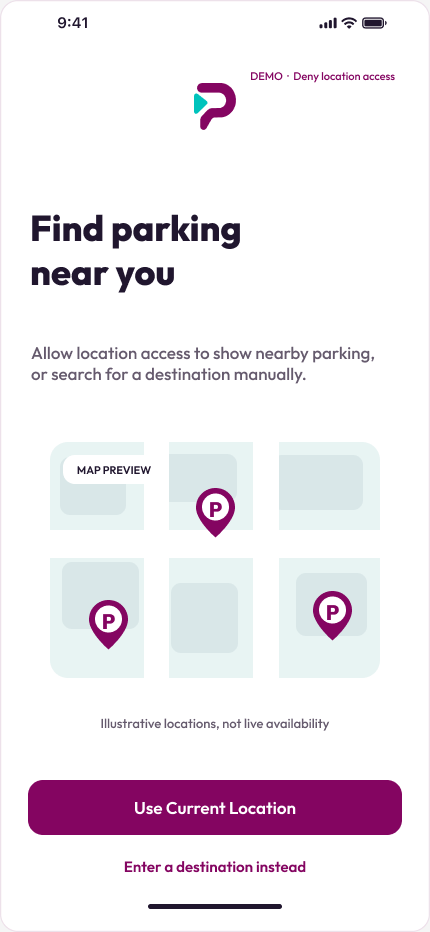 9:41
DEMO · Deny location access
Find parking
near you
Allow location access to show nearby parking,
or search for a destination manually.
MAP PREVIEW
P
P
P
Illustrative locations, not live availability
Use Current Location
Enter a destination instead